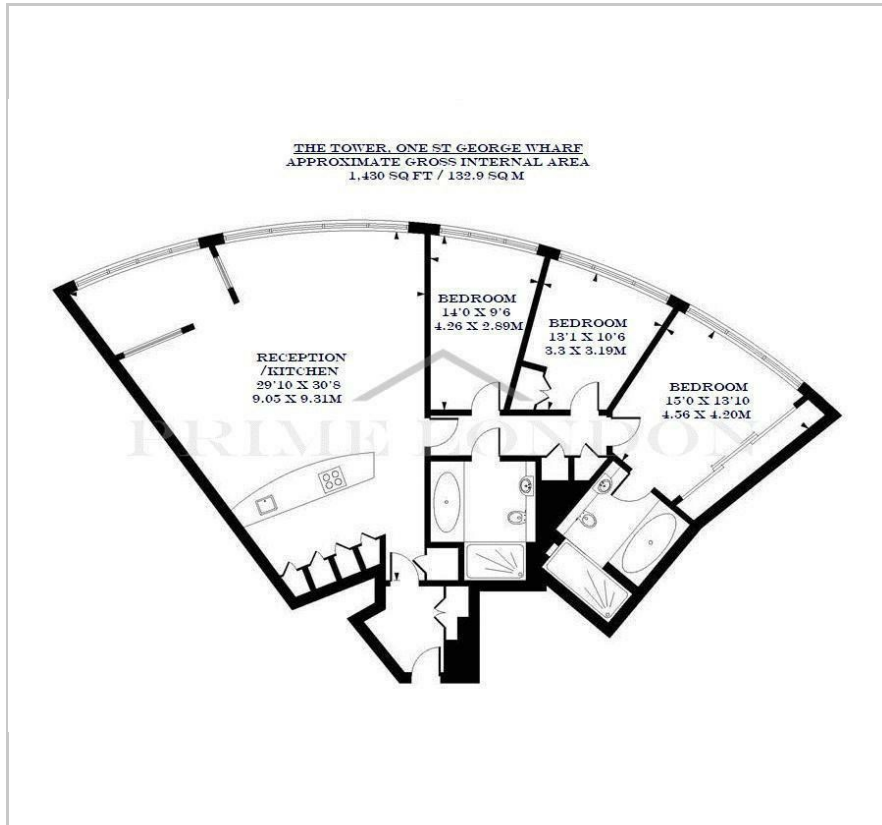 THE TOWER, ONE ST GEORGE WHARF
APPROXIMATE GROSS INTERNAL AREA
1,430 SQ FT / 132.9 SQ M
BEDROOM
14'0 X 9'6
4.26 X 2.89M
BEDROOM
13'1 X 10'6
3.3 X 3.19M
RECEPTION
/KITCHEN
29'10 X 30'8
9.05 X 9.31M
BEDROOM
15'0 X 13'10
4.56 X 4.20M
PRIME LONDON